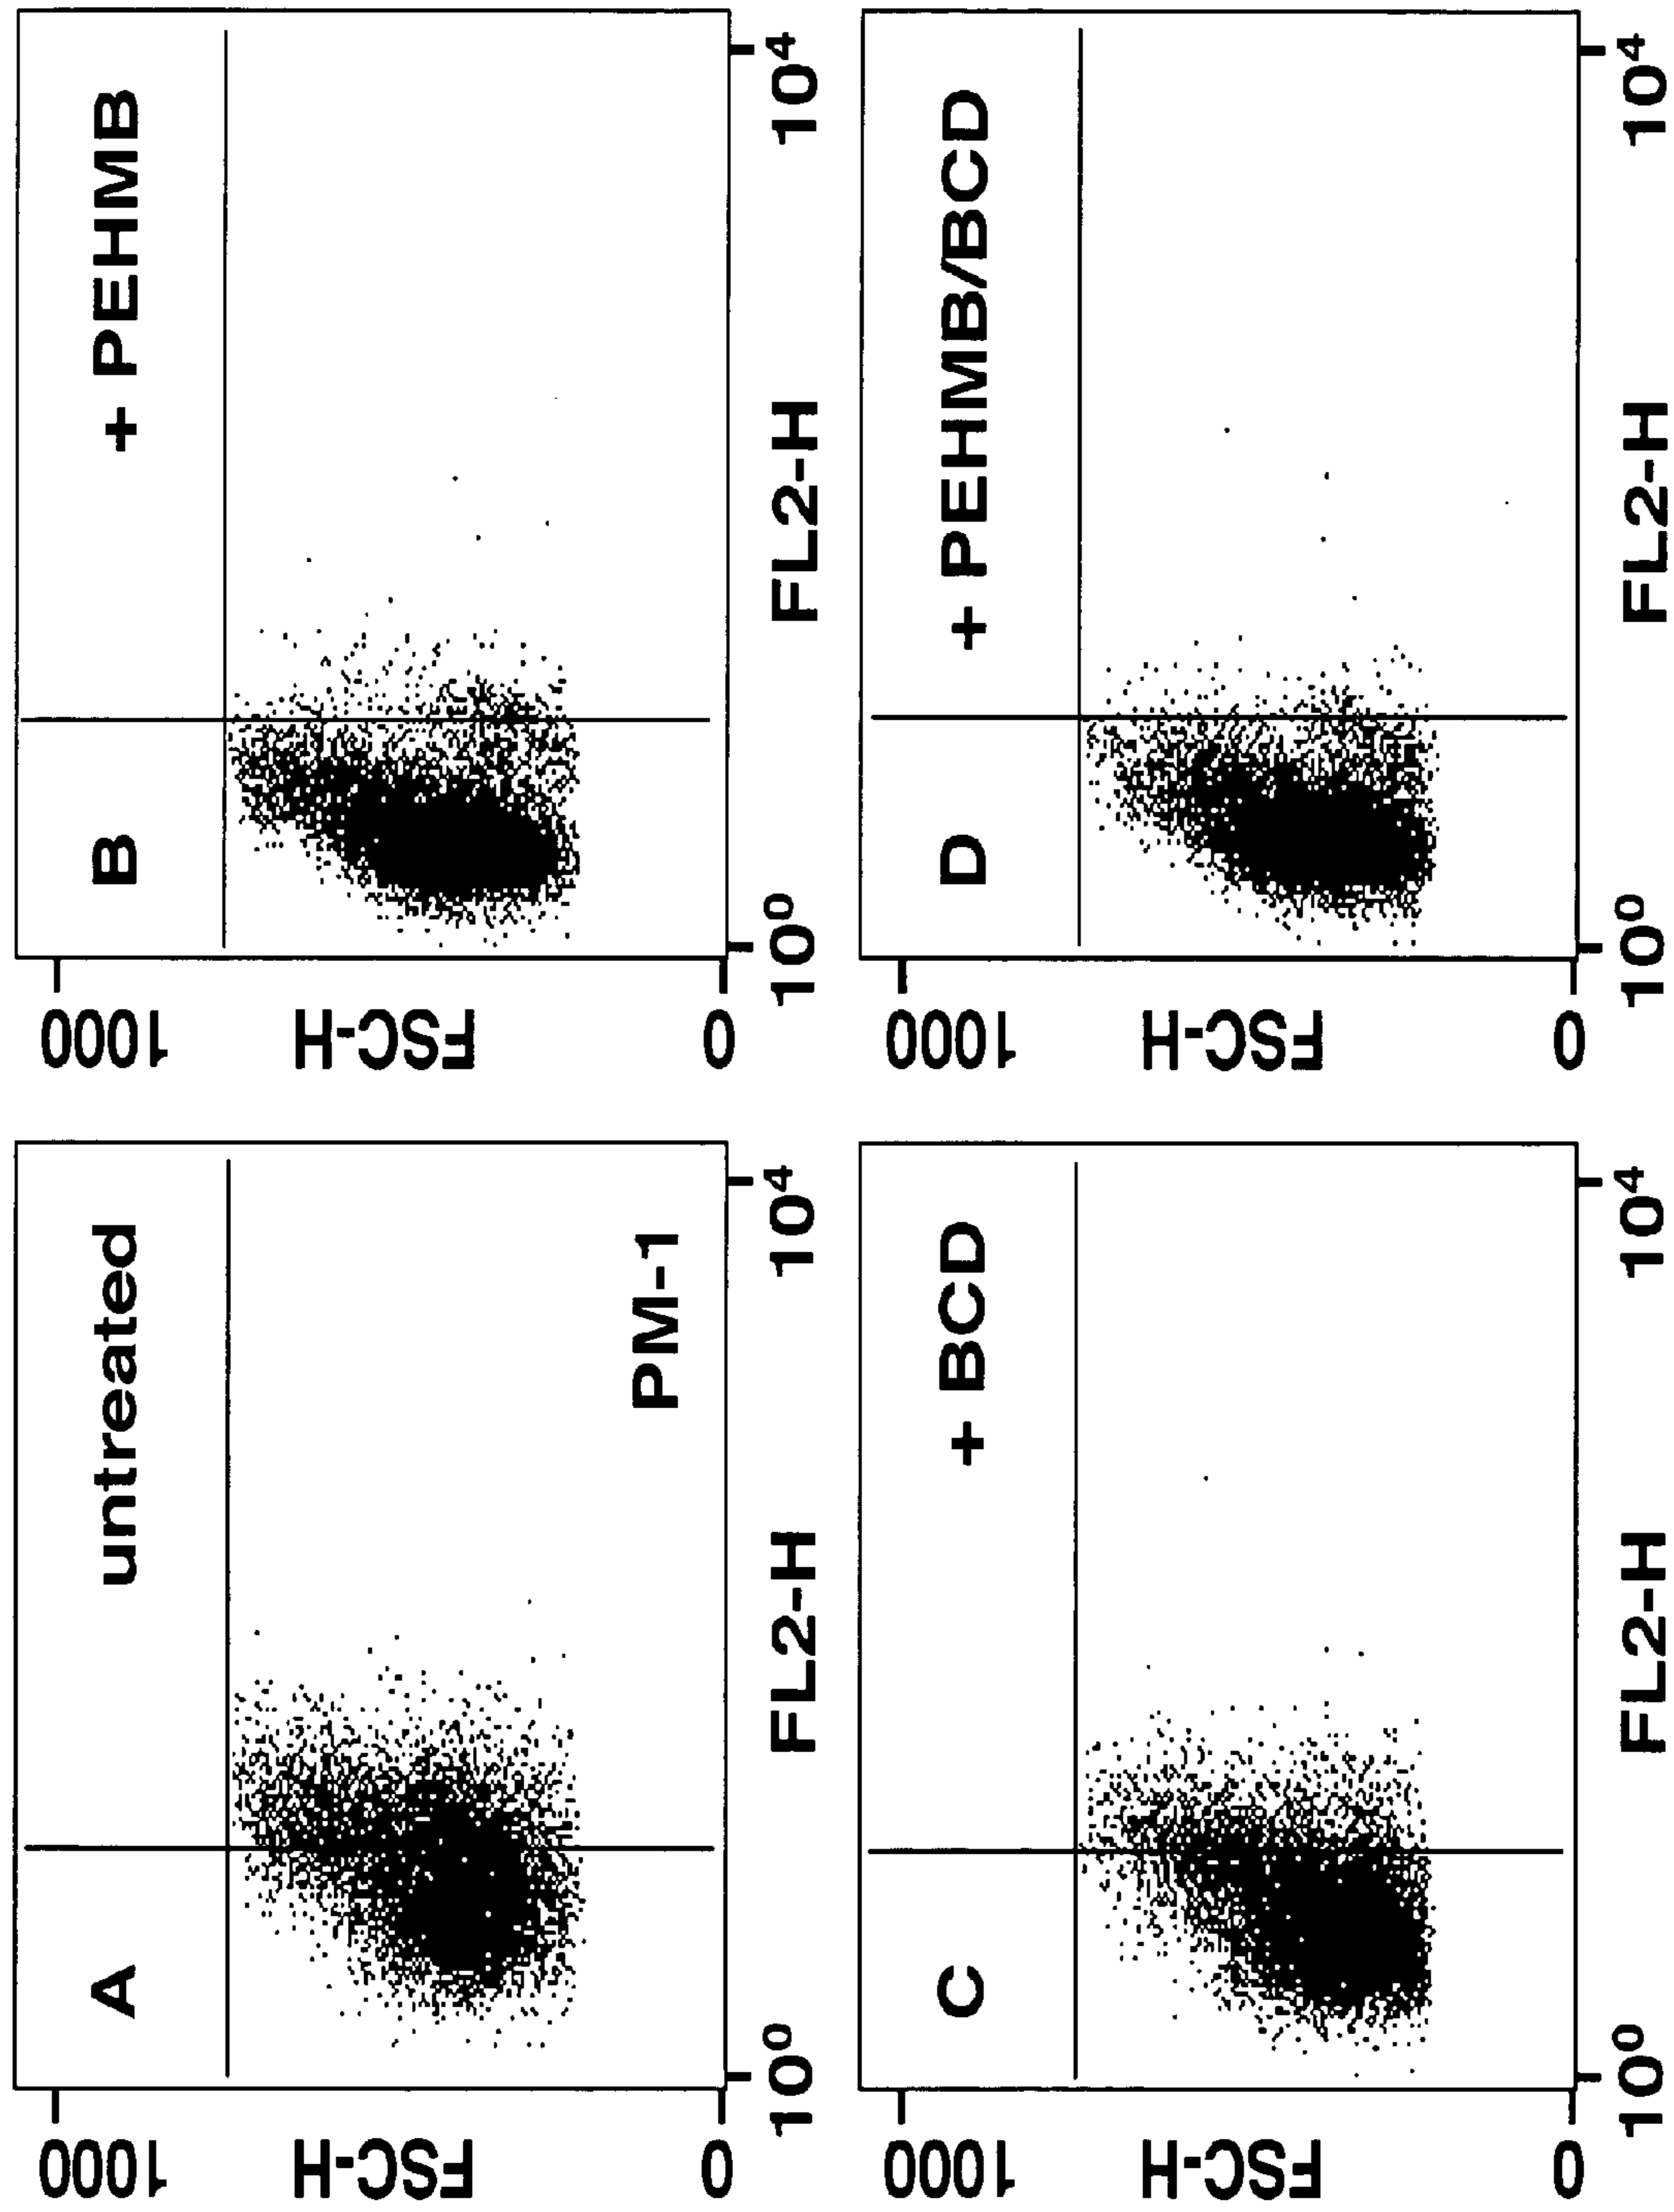 A
untreated
PM-1
1000
FSC-H
0
10⁰
FL2-H
10⁴
B
+ PEHMB
1000
FSC-H
0
10⁰
FL2-H
10⁴
C
+ BCD
1000
FSC-H
0
10⁰
FL2-H
10⁴
D
+ PEHMB/BCD
1000
FSC-H
0
10⁰
FL2-H
10⁴